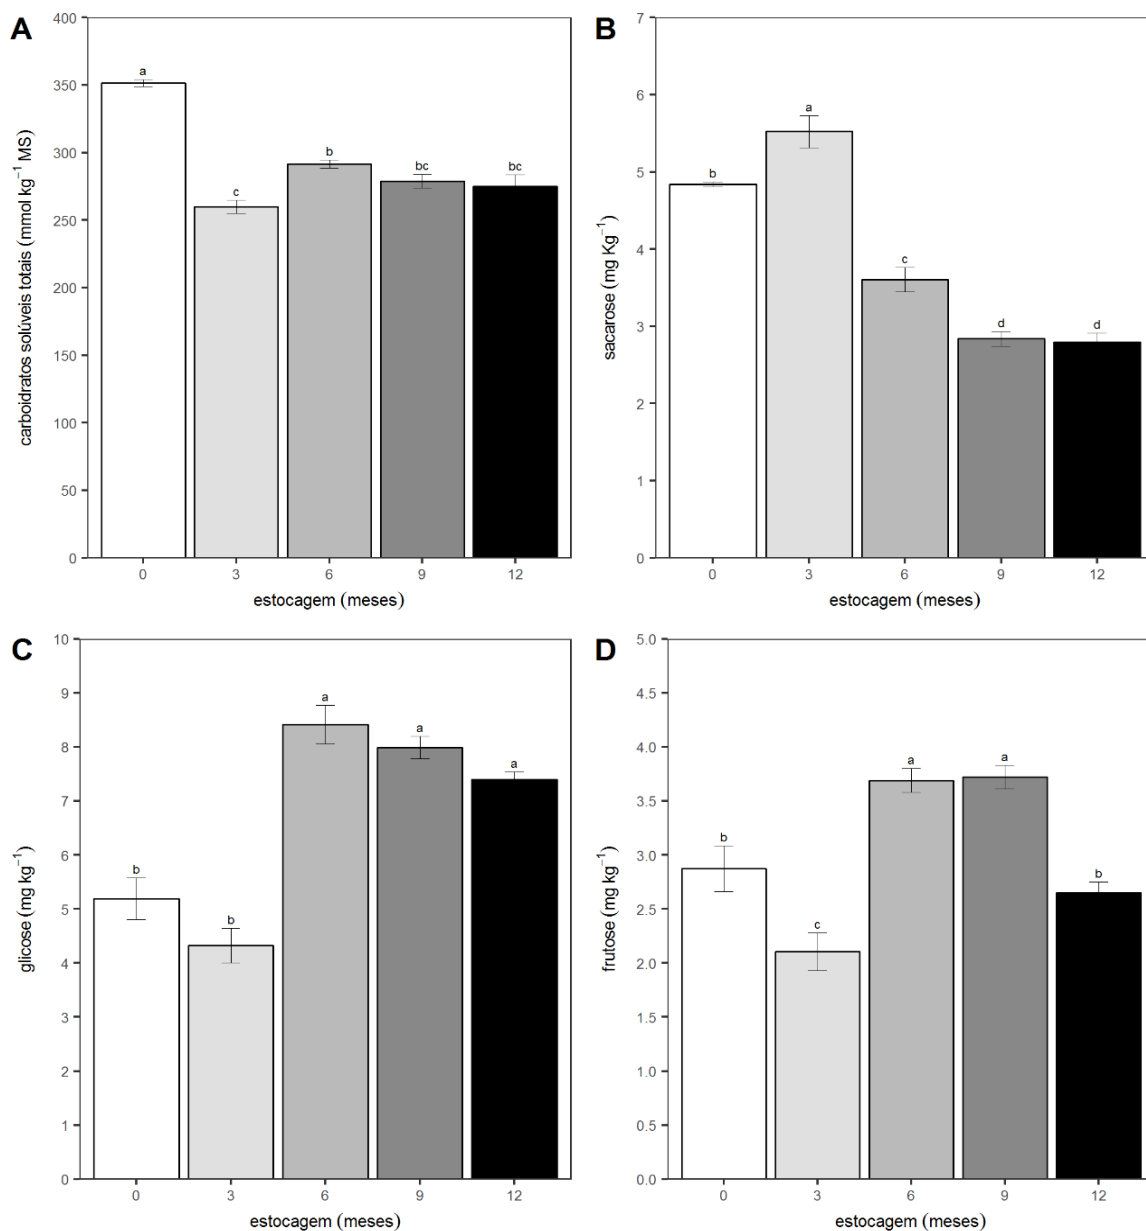 A
carboidratos solúveis totais (mmol kg⁻¹ MS)
400
350
300
250
200
150
100
50
0
a
c
b
bc
bc
0 3 6 9 12
estocagem (meses)
B
sacarose (mg Kg⁻¹)
7
6
5
4
3
2
1
0
b
a
c
d
d
0 3 6 9 12
estocagem (meses)
C
glicose (mg kg⁻¹)
10
9
8
7
6
5
4
3
2
1
0
b
b
a
a
a
0 3 6 9 12
estocagem (meses)
D
frutose (mg kg⁻¹)
5.0
4.5
4.0
3.5
3.0
2.5
2.0
1.5
1.0
0.5
0.0
b
c
a
a
b
0 3 6 9 12
estocagem (meses)